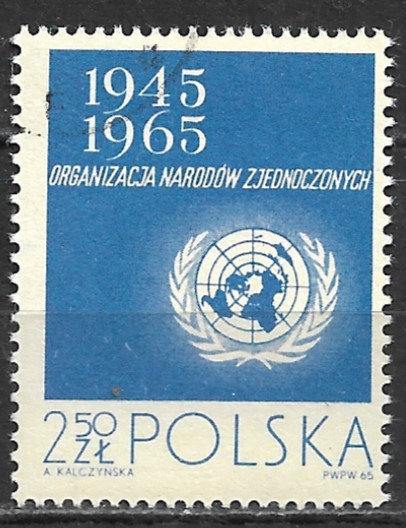 1945
1965
ORGANIZACJA NARODÓW ZJEDNOCZONYCH
2 50 ZŁ POLSKA
A. KALCZYŃSKA PWPW-65